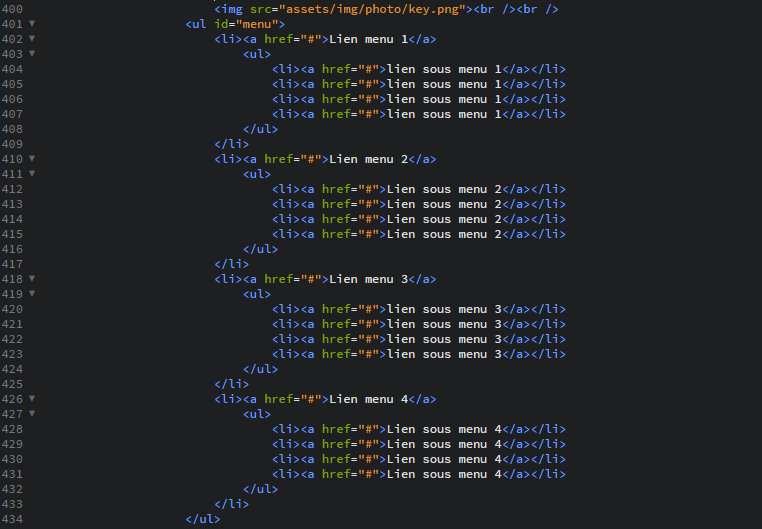 400 <img src="assets/img/photo/key.png"><br /><br />
401 <ul id="menu">
402 <li><a href="#">Lien menu 1</a>
403 <ul>
404 <li><a href="#">lien sous menu 1</a></li>
405 <li><a href="#">lien sous menu 1</a></li>
406 <li><a href="#">lien sous menu 1</a></li>
407 <li><a href="#">lien sous menu 1</a></li>
408 </ul>
409 </li>
410 <li><a href="#">Lien menu 2</a>
411 <ul>
412 <li><a href="#">Lien sous menu 2</a></li>
413 <li><a href="#">Lien sous menu 2</a></li>
414 <li><a href="#">Lien sous menu 2</a></li>
415 <li><a href="#">Lien sous menu 2</a></li>
416 </ul>
417 </li>
418 <li><a href="#">Lien menu 3</a>
419 <ul>
420 <li><a href="#">lien sous menu 3</a></li>
421 <li><a href="#">lien sous menu 3</a></li>
422 <li><a href="#">lien sous menu 3</a></li>
423 <li><a href="#">lien sous menu 3</a></li>
424 </ul>
425 </li>
426 <li><a href="#">Lien menu 4</a>
427 <ul>
428 <li><a href="#">Lien sous menu 4</a></li>
429 <li><a href="#">Lien sous menu 4</a></li>
430 <li><a href="#">Lien sous menu 4</a></li>
431 <li><a href="#">Lien sous menu 4</a></li>
432 </ul>
433 </li>
434 </ul>